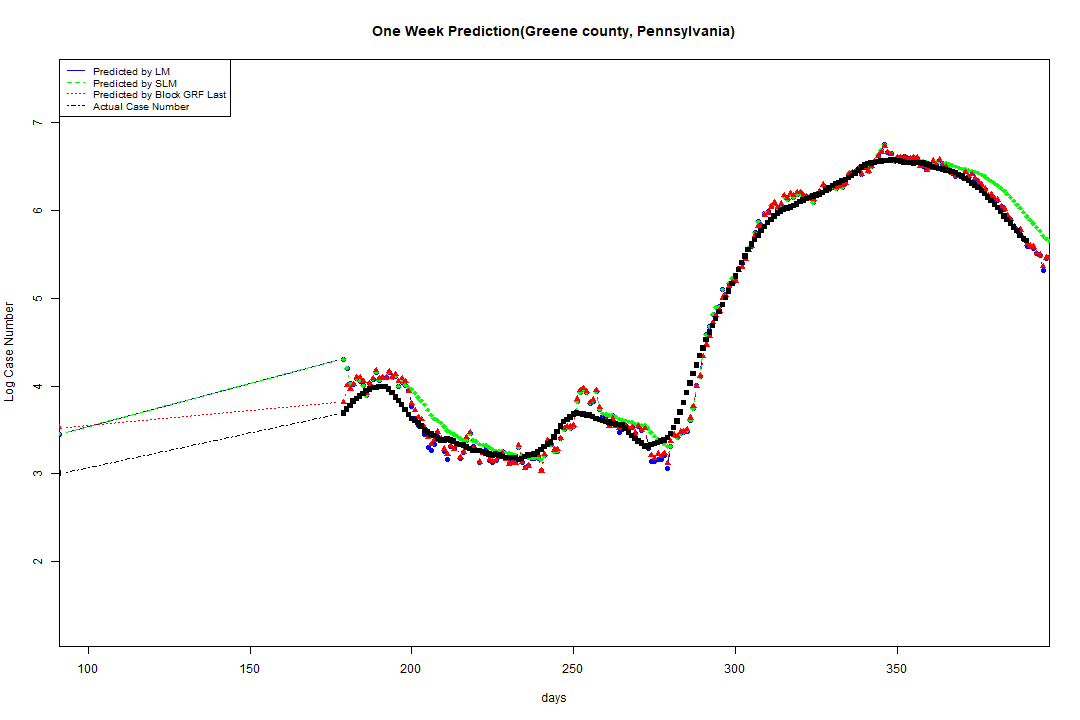 One Week Prediction(Greene county, Pennsylvania)
Predicted by LM
Predicted by SLM
Predicted by Block GRF Last
Actual Case Number
Log Case Number
7
6
5
4
3
2
100 150 200 250 300 350
days